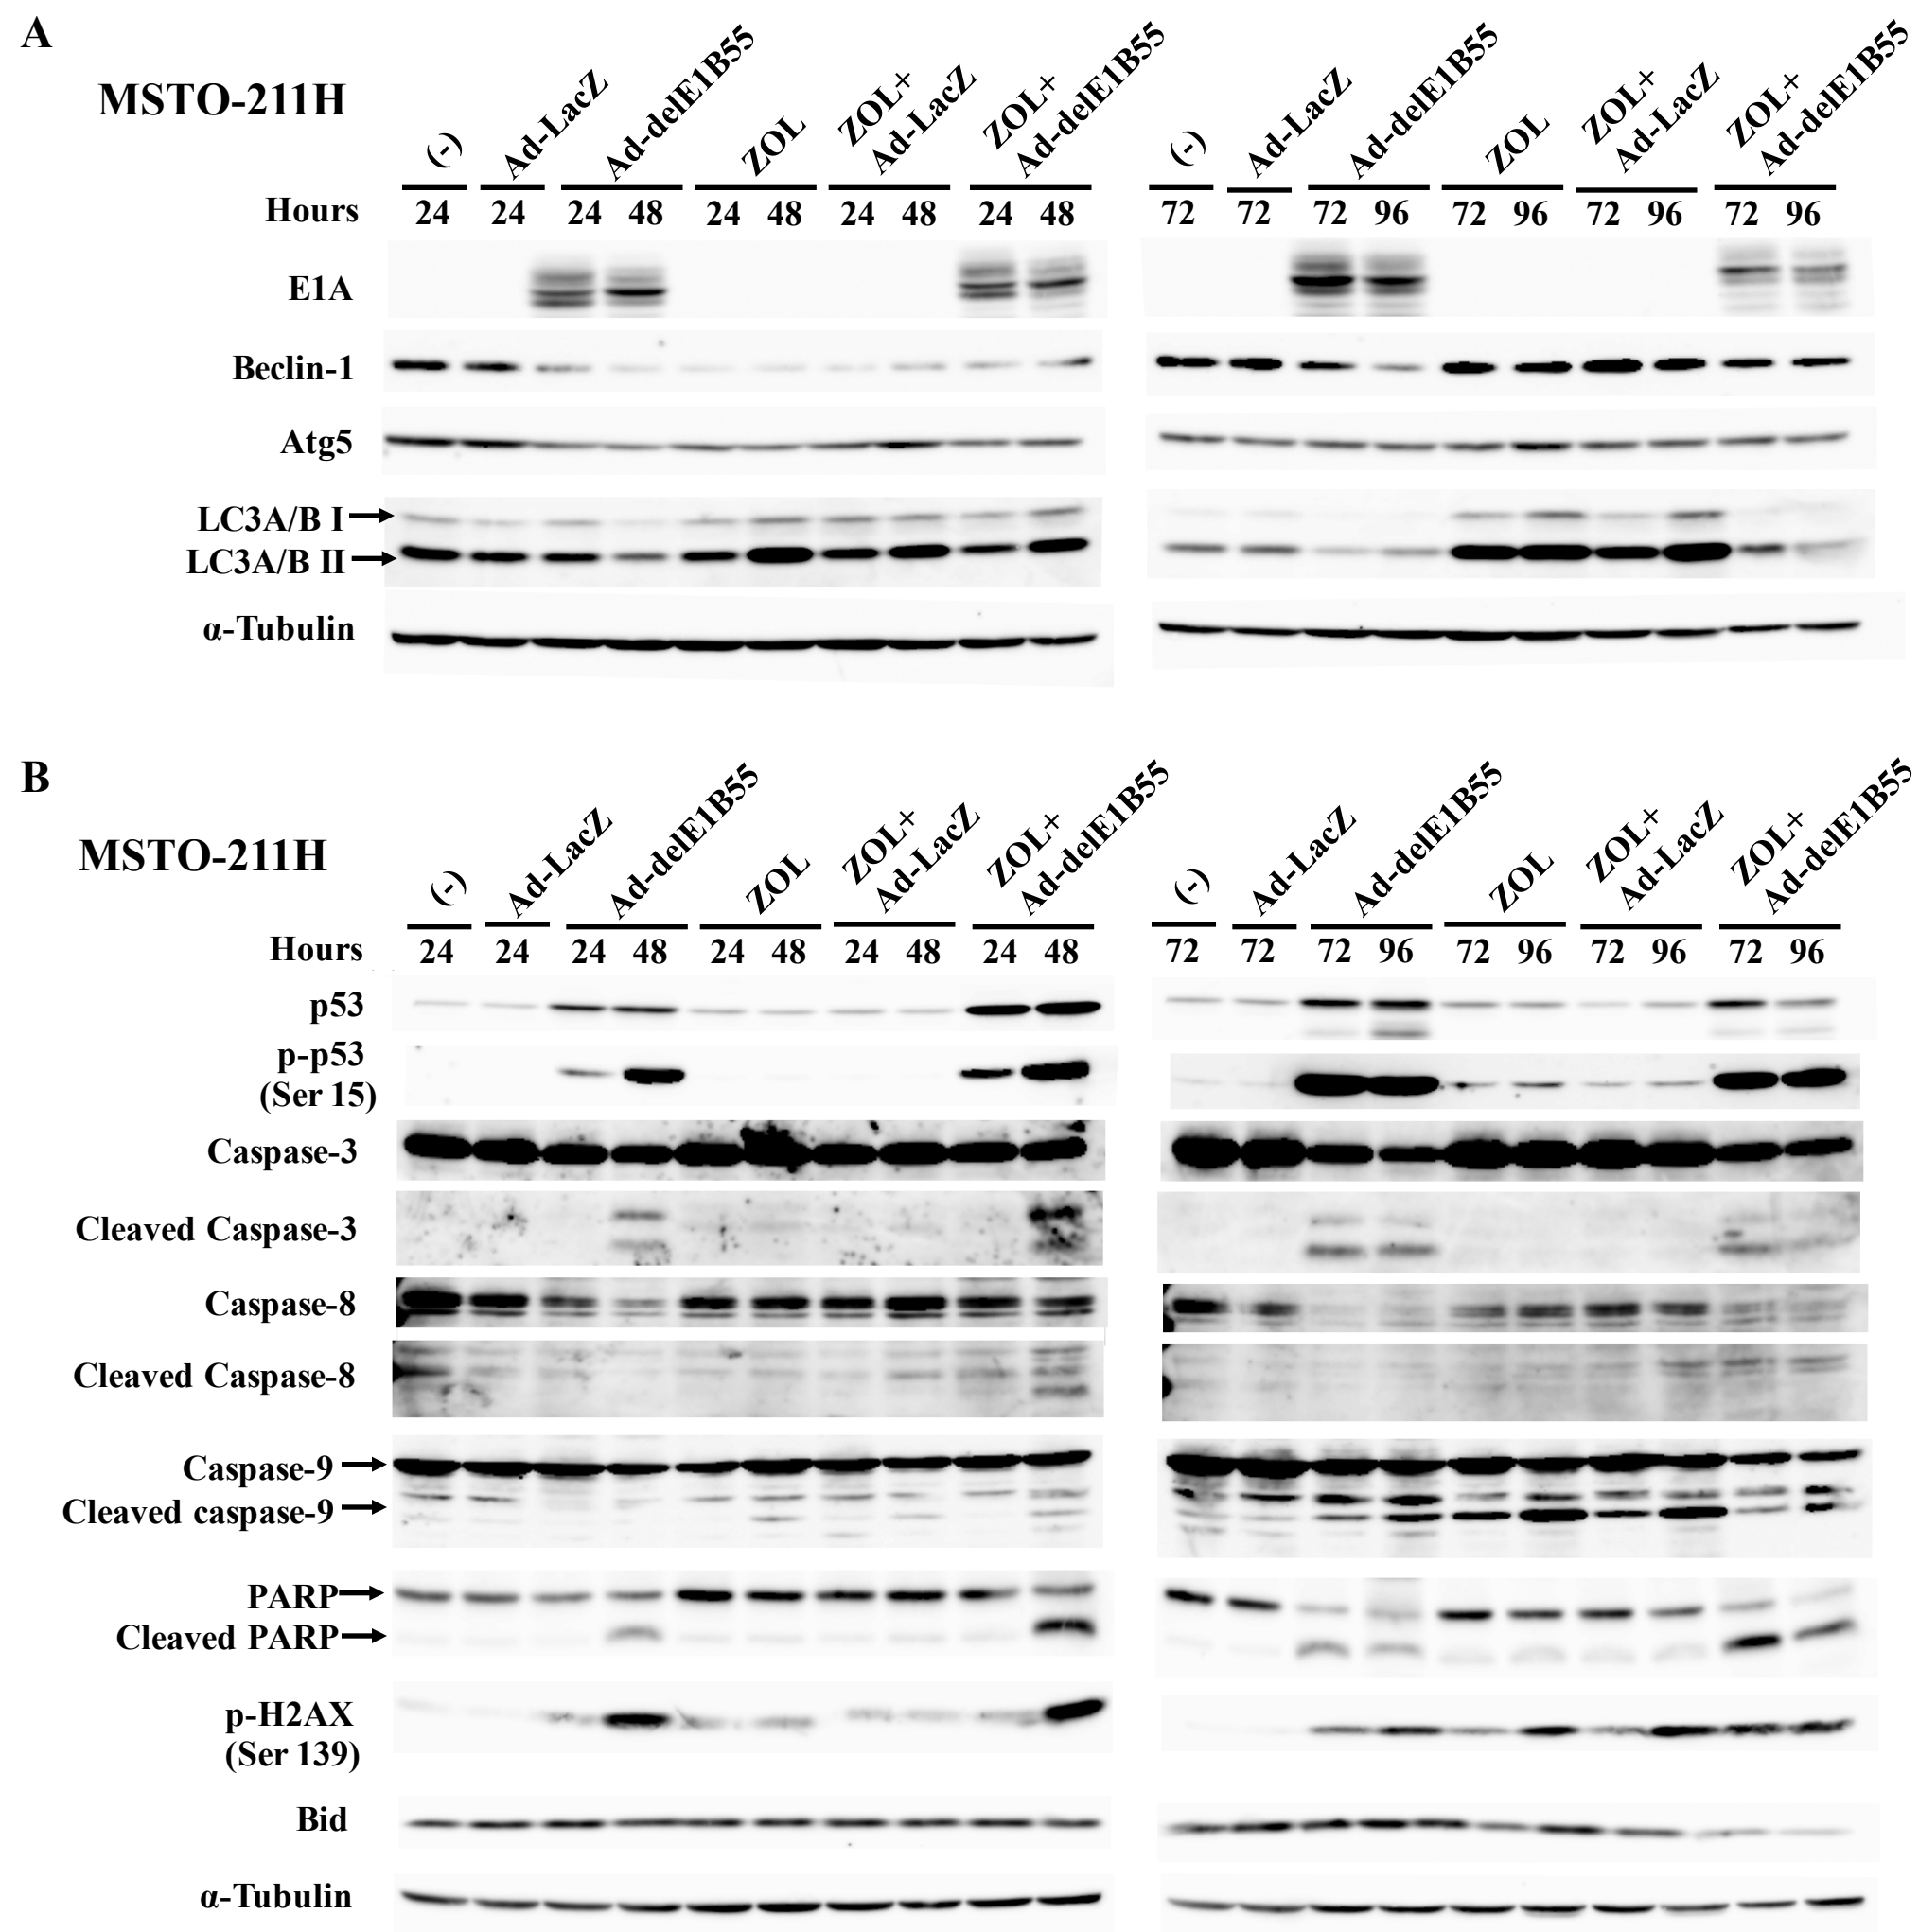 A
MSTO-211H
(-)
Ad-LacZ
Ad-delE1B55
ZOL
ZOL+
Ad-LacZ
ZOL+
Ad-delE1B55
(-)
Ad-LacZ
Ad-delE1B55
ZOL
ZOL+
Ad-LacZ
ZOL+
Ad-delE1B55
Hours 24 24 24 48 24 48 24 48 24 48 72 72 72 96 72 96 72 96 72 96
E1A
Beclin-1
Atg5
LC3A/B I
LC3A/B II
α-Tubulin
B
MSTO-211H
(-)
Ad-LacZ
Ad-delE1B55
ZOL
ZOL+
Ad-LacZ
ZOL+
Ad-delE1B55
(-)
Ad-LacZ
Ad-delE1B55
ZOL
ZOL+
Ad-LacZ
ZOL+
Ad-delE1B55
Hours 24 24 24 48 24 48 24 48 24 48 72 72 72 96 72 96 72 96 72 96
p53
p-p53
(Ser 15)
Caspase-3
Cleaved Caspase-3
Caspase-8
Cleaved Caspase-8
Caspase-9
Cleaved caspase-9
PARP
Cleaved PARP
p-H2AX
(Ser 139)
Bid
α-Tubulin